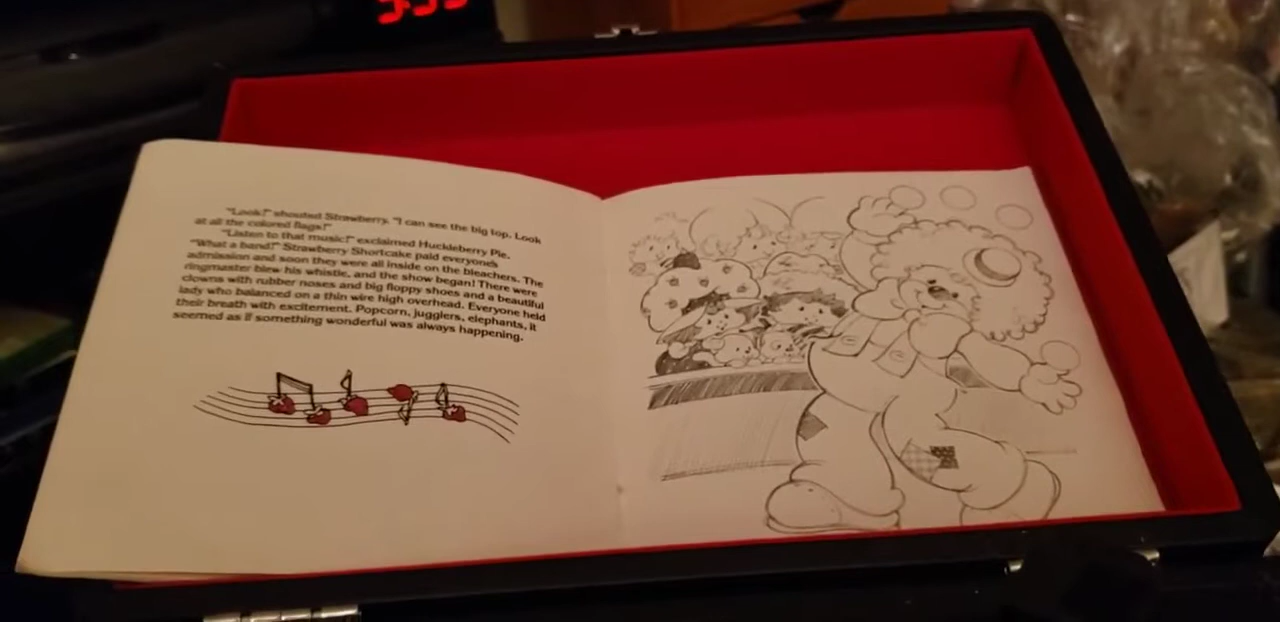 "Look!" shouted Strawberry. "I can see the big top. Look
at all the colored flags!"
"Listen to that music!" exclaimed Huckleberry Pie.
"What a band!" Strawberry Shortcake paid everyone's
admission and soon they were all inside on the bleachers. The
ringmaster blew his whistle, and the show began! There were
clowns with rubber noses and big floppy shoes and a beautiful
lady who balanced on a thin wire high overhead. Everyone held
their breath with excitement. Popcorn, jugglers, elephants, it
seemed as if something wonderful was always happening.